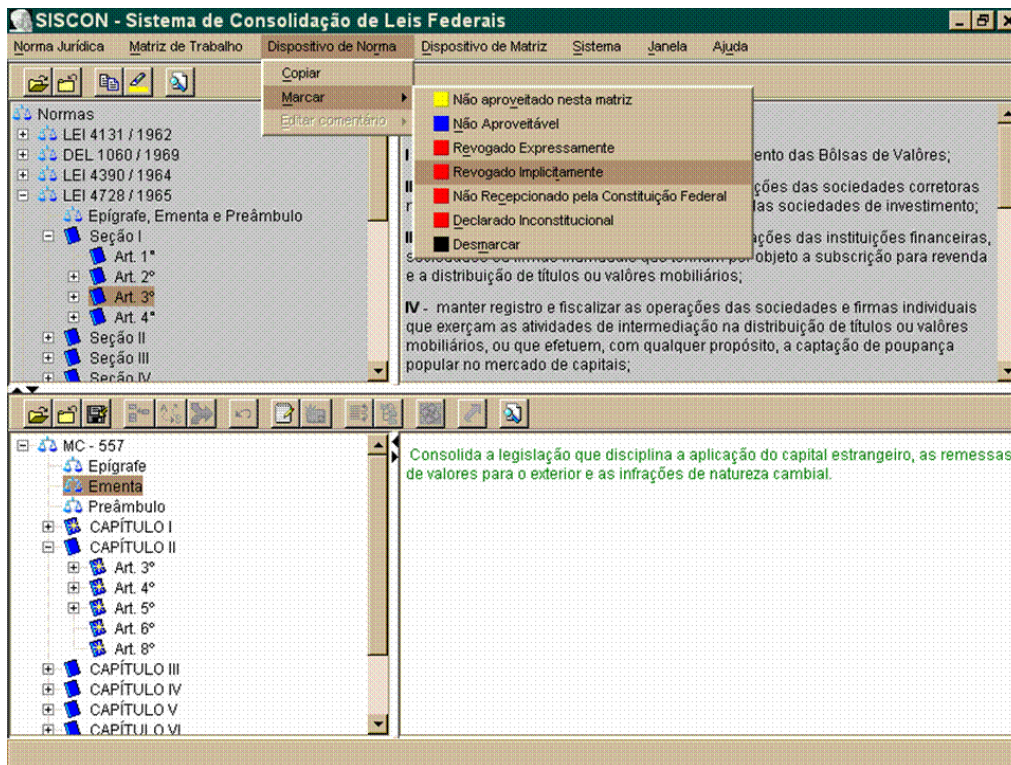 SISCON - Sistema de Consolidação de Leis Federais
Norma Jurídica Matriz de Trabalho Dispositivo de Norma Dispositivo de Matriz Sistema Janela Ajuda
Copiar
Marcar
Editar comentário
Não aproveitado nesta matriz
Não Aproveitável
Revogado Expressamente
Revogado Implicitamente
Não Recepcionado pela Constituição Federal
Declarado Inconstitucional
Desmarcar
Normas
LEI 4131 / 1962
DEL 1060 / 1969
LEI 4390 / 1964
LEI 4728 / 1965
Epígrafe, Ementa e Preâmbulo
Seção I
Art. 1º
Art. 2º
Art. 3º
Art. 4º
Seção II
Seção III
Seção IV
ento das Bôlsas de Valôres;
ções das sociedades corretoras
las sociedades de investimento;
ações das instituições financeiras,
objeto a subscrição para revenda
e a distribuição de títulos ou valôres mobiliários;
IV - manter registro e fiscalizar as operações das sociedades e firmas individuais
que exerçam as atividades de intermediação na distribuição de títulos ou valôres
mobiliários, ou que efetuem, com qualquer propósito, a captação de poupança
popular no mercado de capitais;
MC - 557
Epígrafe
Ementa
Preâmbulo
CAPÍTULO I
CAPÍTULO II
Art. 3º
Art. 4º
Art. 5º
Art. 6º
Art. 8º
CAPÍTULO III
CAPÍTULO IV
CAPÍTULO V
CAPÍTULO VI
Consolida a legislação que disciplina a aplicação do capital estrangeiro, as remessas
de valores para o exterior e as infrações de natureza cambial.